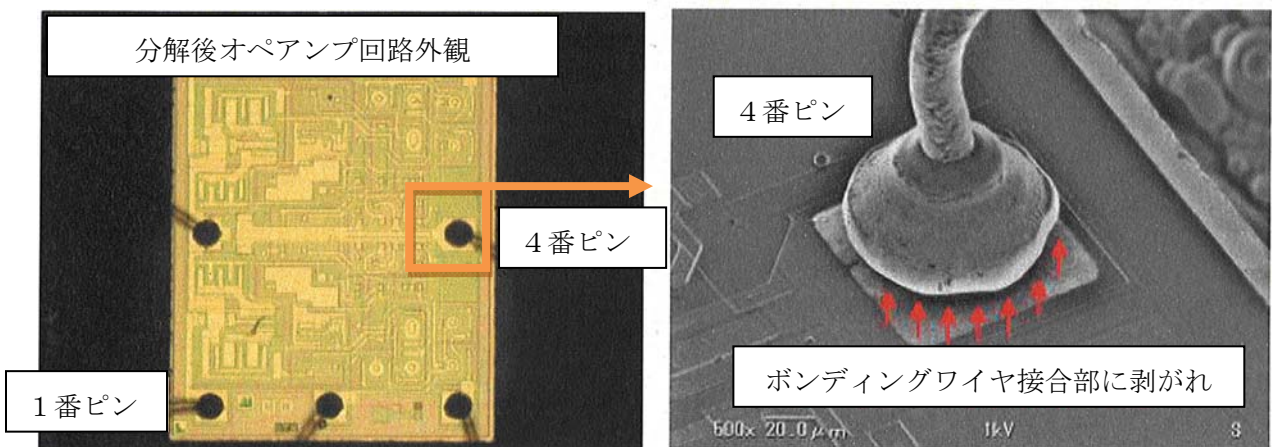 分解後オペアンプ回路外観
４番ピン
４番ピン
１番ピン
ボンディングワイヤ接合部に剥がれ
600x 20.0μm 1kV S